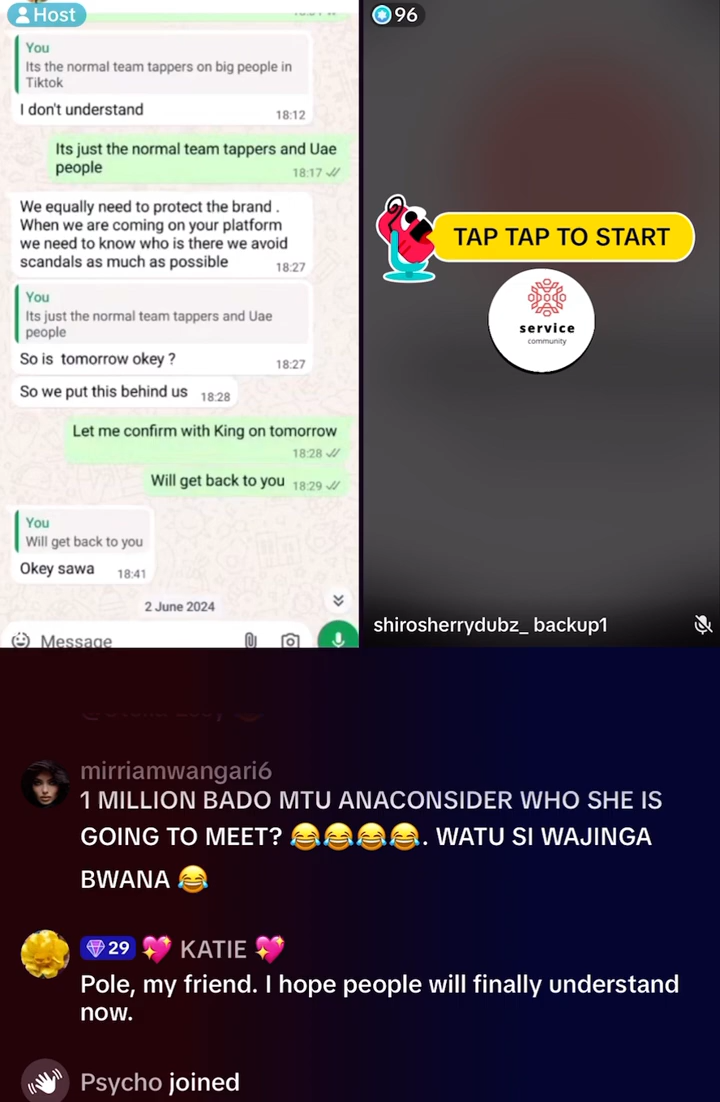 Host
You
Its the normal team tappers on big people in
Tiktok
I don't understand
18:12
Its just the normal team tappers and Uae
people
18:17
We equally need to protect the brand .
When we are coming on your platform
we need to know who is there we avoid
scandals as much as possible
18:27
You
Its just the normal team tappers and Uae
people
So is tomorrow okey ?
18:27
So we put this behind us
18:28
Let me confirm with King on tomorrow
18:28
Will get back to you
18:29
You
Will get back to you
Okey sawa
18:41
2 June 2024
Message
96
TAP TAP TO START
service
community
shirosherrydubz_ backup1
mirriamwangari6
1 MILLION BADO MTU ANACONSIDER WHO SHE IS
GOING TO MEET? 😂😂😂😂. WATU SI WAJINGA
BWANA 😂
29 💖 KATIE 💖
Pole, my friend. I hope people will finally understand
now.
Psycho joined